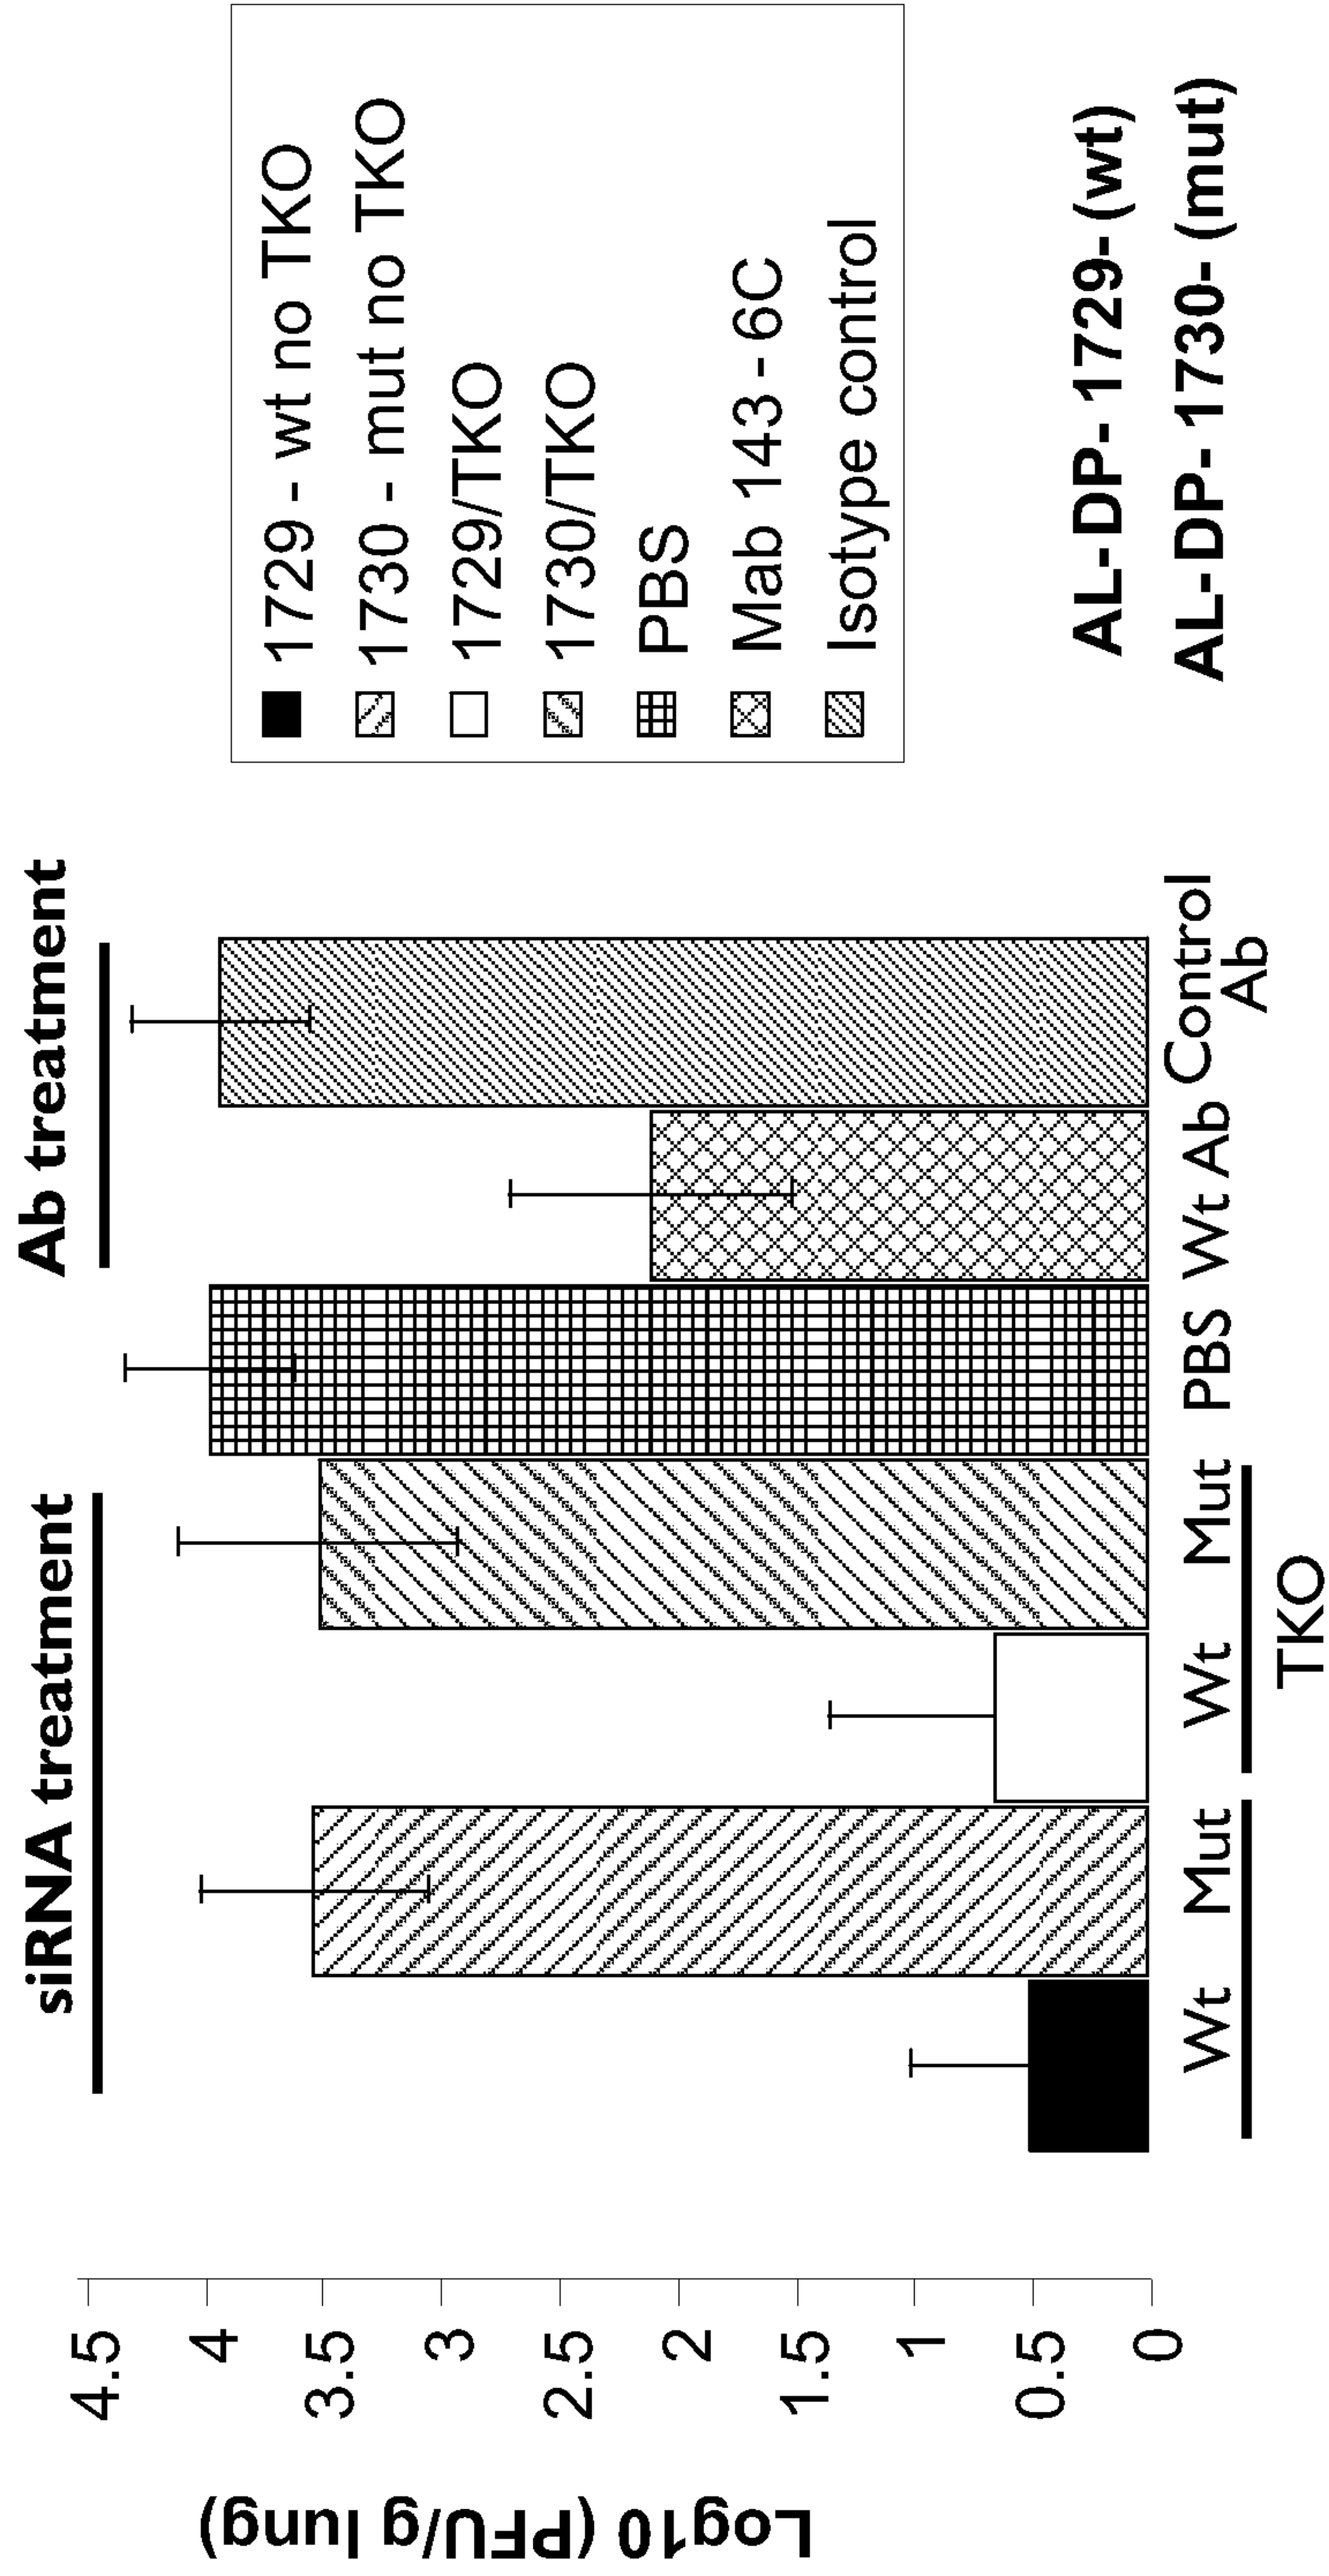 siRNA treatment
Ab treatment
Log10 (PFU/g lung)
4.5
4
3.5
3
2.5
2
1.5
1
0.5
0
Wt Mut Wt Mut PBS Wt Ab Control
Ab
TKO
1729 - wt no TKO
1730 - mut no TKO
1729/TKO
1730/TKO
PBS
Mab 143 - 6C
Isotype control
AL-DP- 1729- (wt)
AL-DP- 1730- (mut)